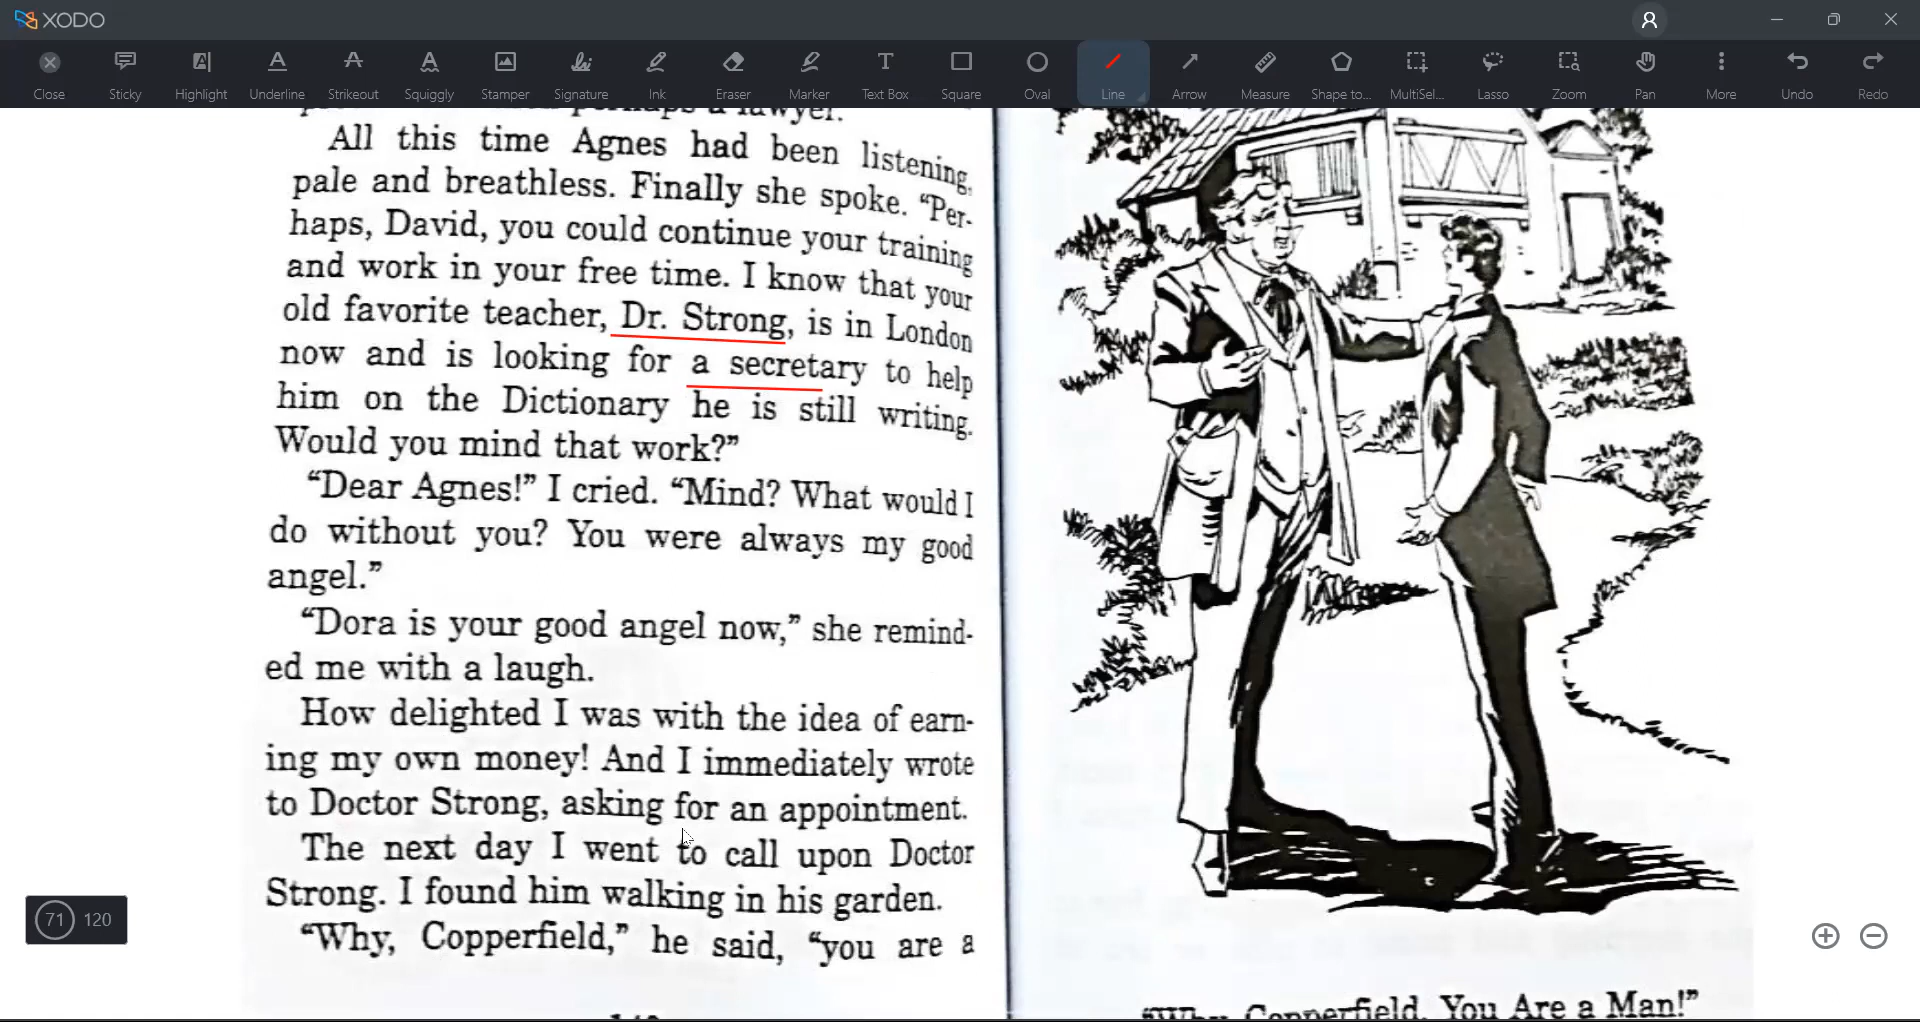 XODO
Close
Sticky
Highlight
Underline
Strikeout
Squiggly
Stamper
Signature
Ink
Eraser
Marker
Text Box
Square
Oval
Line
Arrow
Measure
Shape to...
MultiSel...
Lasso
Zoom
Pan
More
Undo
Redo
perhaps a lawyer.
All this time Agnes had been listening,
pale and breathless. Finally she spoke. “Per-
haps, David, you could continue your training
and work in your free time. I know that your
old favorite teacher, Dr. Strong, is in London
now and is looking for a secretary to help
him on the Dictionary he is still writing.
Would you mind that work?”
“Dear Agnes!” I cried. “Mind? What would I
do without you? You were always my good
angel.”
“Dora is your good angel now,” she remind-
ed me with a laugh.
How delighted I was with the idea of earn-
ing my own money! And I immediately wrote
to Doctor Strong, asking for an appointment.
The next day I went to call upon Doctor
Strong. I found him walking in his garden.
“Why, Copperfield,” he said, “you are a
“Why, Copperfield, You Are a Man!”
71 120